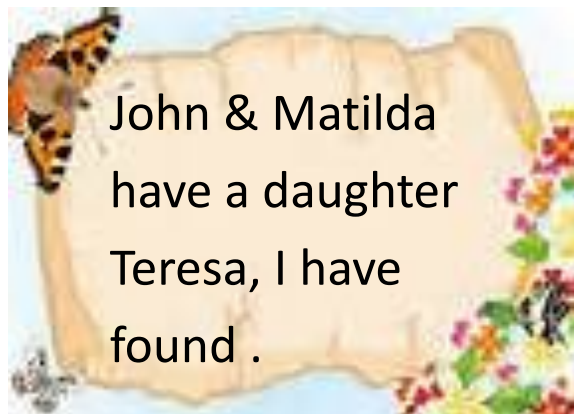 John & Matilda
have a daughter
Teresa, I have
found .